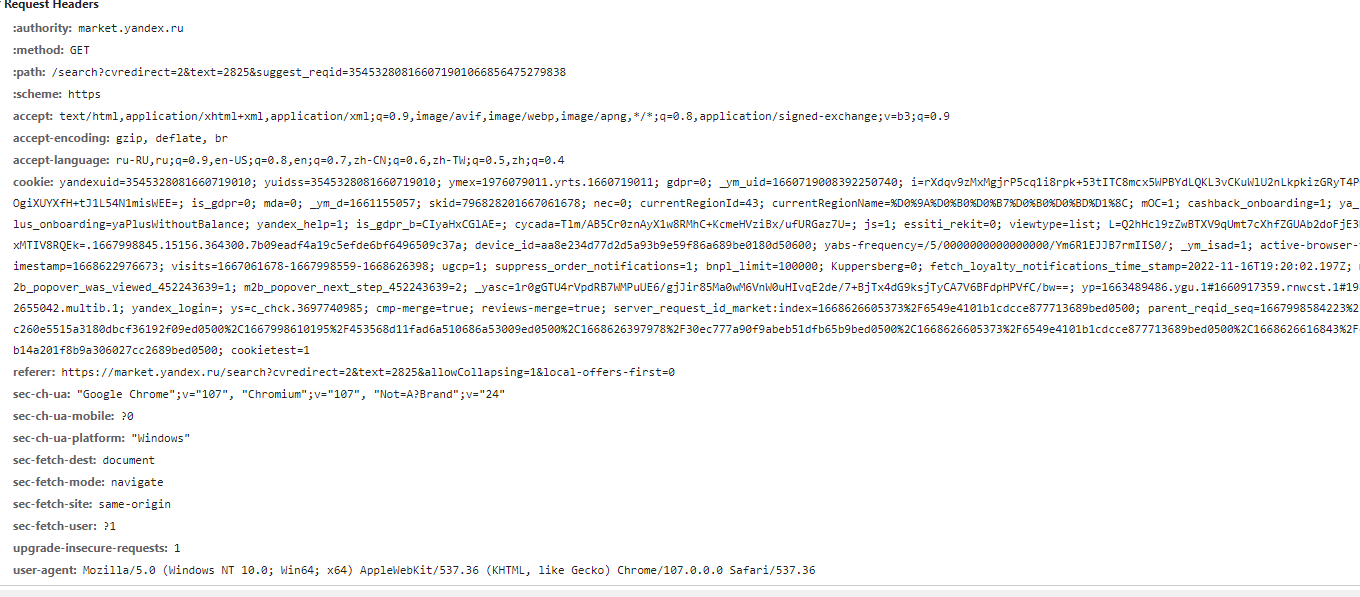 Request Headers
:authority: market.yandex.ru
:method: GET
:path: /search?cvredirect=2&text=2825&suggest_reqid=354532808166071901066856475279838
:scheme: https
accept: text/html,application/xhtml+xml,application/xml;q=0.9,image/avif,image/webp,image/apng,*/*;q=0.8,application/signed-exchange;v=b3;q=0.9
accept-encoding: gzip, deflate, br
accept-language: ru-RU,ru;q=0.9,en-US;q=0.8,en;q=0.7,zh-CN;q=0.6,zh-TW;q=0.5,zh;q=0.4
cookie: yandexuid=3545328081660719010; yuidss=3545328081660719010; ymex=1976079011.yrts.1660719011; gdpr=0; _ym_uid=1660719008392250740; i=rXdqv9zMxMgjrP5cq1i8rpk+53tITC8mcx5WPBYdLQKL3vCKuWlU2nLkpkizGRyT4P
OgiXUYXfH+tJ1L54N1misWEE=; is_gdpr=0; mda=0; _ym_d=1661155057; skid=796828201667061678; nec=0; currentRegionId=43; currentRegionName=%D0%9A%D0%B0%D0%B7%D0%B0%D0%BD%D1%8C; mOC=1; cashback_onboarding=1; ya_
lus_onboarding=yaPlusWithoutBalance; yandex_help=1; is_gdpr_b=CIyaHxCGlAE=; cycada=Tlm/AB5Cr0znAyX1w8RMhC+KcmeHVziBx/ufURGaz7U=; js=1; essiti_rekit=0; viewtype=list; L=Q2hHcl9zZwBTXV9qUmt7cXhfZGUAb2doFjE3
xMTIV8RQEk=.1667998845.15156.364300.7b09eadf4a19c5efde6bf6496509c37a; device_id=aa8e234d77d2d5a93b9e59f86a689be0180d50600; yabs-frequency=/5/0000000000000000/Ym6R1EJJB7rmIIS0/; _ym_isad=1; active-browser-
imestamp=1668622976673; visits=1667061678-1667998559-1668626398; ugcp=1; suppress_order_notifications=1; bnpl_limit=100000; Kuppersberg=0; fetch_loyalty_notifications_time_stamp=2022-11-16T19:20:02.197Z;
2b_popover_was_viewed_452243639=1; m2b_popover_next_step_452243639=2; _yasc=1r0gGTU4rVpdRB7WMPuUE6/gjJir85Ma0wM6VnW0uHIvqE2de/7+BjTx4dG9ksjTyCA7V6BFdpHPVfC/bw==; yp=1663489486.ygu.1#1660917359.rnwcst.1#19
2655042.multib.1; yandex_login=; ys=c_chck.3697740985; cmp-merge=true; reviews-merge=true; server_request_id_market:index=1668626605373%2F6549e4101b1cdcce877713689bed0500; parent_reqid_seq=1667998584223%2
c260e5515a3180dbcf36192f09ed0500%2C1667998610195%2F453568d11fad6a510686a53009ed0500%2C1668626397978%2F30ec777a90f9abeb51dfb65b9bed0500%2C1668626605373%2F6549e4101b1cdcce877713689bed0500%2C1668626616843%2F
b14a201f8b9a306027cc2689bed0500; cookietest=1
referer: https://market.yandex.ru/search?cvredirect=2&text=2825&allowCollapsing=1&local-offers-first=0
sec-ch-ua: "Google Chrome";v="107", "Chromium";v="107", "Not=A?Brand";v="24"
sec-ch-ua-mobile: ?0
sec-ch-ua-platform: "Windows"
sec-fetch-dest: document
sec-fetch-mode: navigate
sec-fetch-site: same-origin
sec-fetch-user: ?1
upgrade-insecure-requests: 1
user-agent: Mozilla/5.0 (Windows NT 10.0; Win64; x64) AppleWebKit/537.36 (KHTML, like Gecko) Chrome/107.0.0.0 Safari/537.36